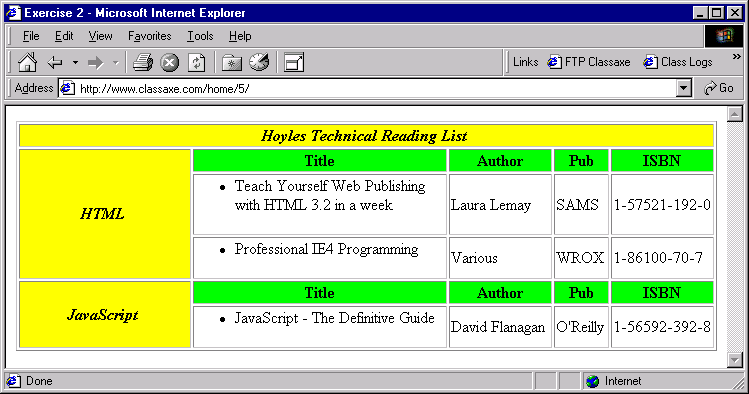 Exercise 2 - Microsoft Internet Explorer
File Edit View Favorites Tools Help
Links FTP Classaxe Class Logs »
Address http://www.classaxe.com/home/5/ Go
Hoyles Technical Reading List
HTML
Title Author Pub ISBN
• Teach Yourself Web Publishing
with HTML 3.2 in a week
Laura Lemay SAMS 1-57521-192-0
• Professional IE4 Programming
Various WROX 1-86100-70-7
JavaScript
Title Author Pub ISBN
• JavaScript - The Definitive Guide
David Flanagan O'Reilly 1-56592-392-8
Done Internet